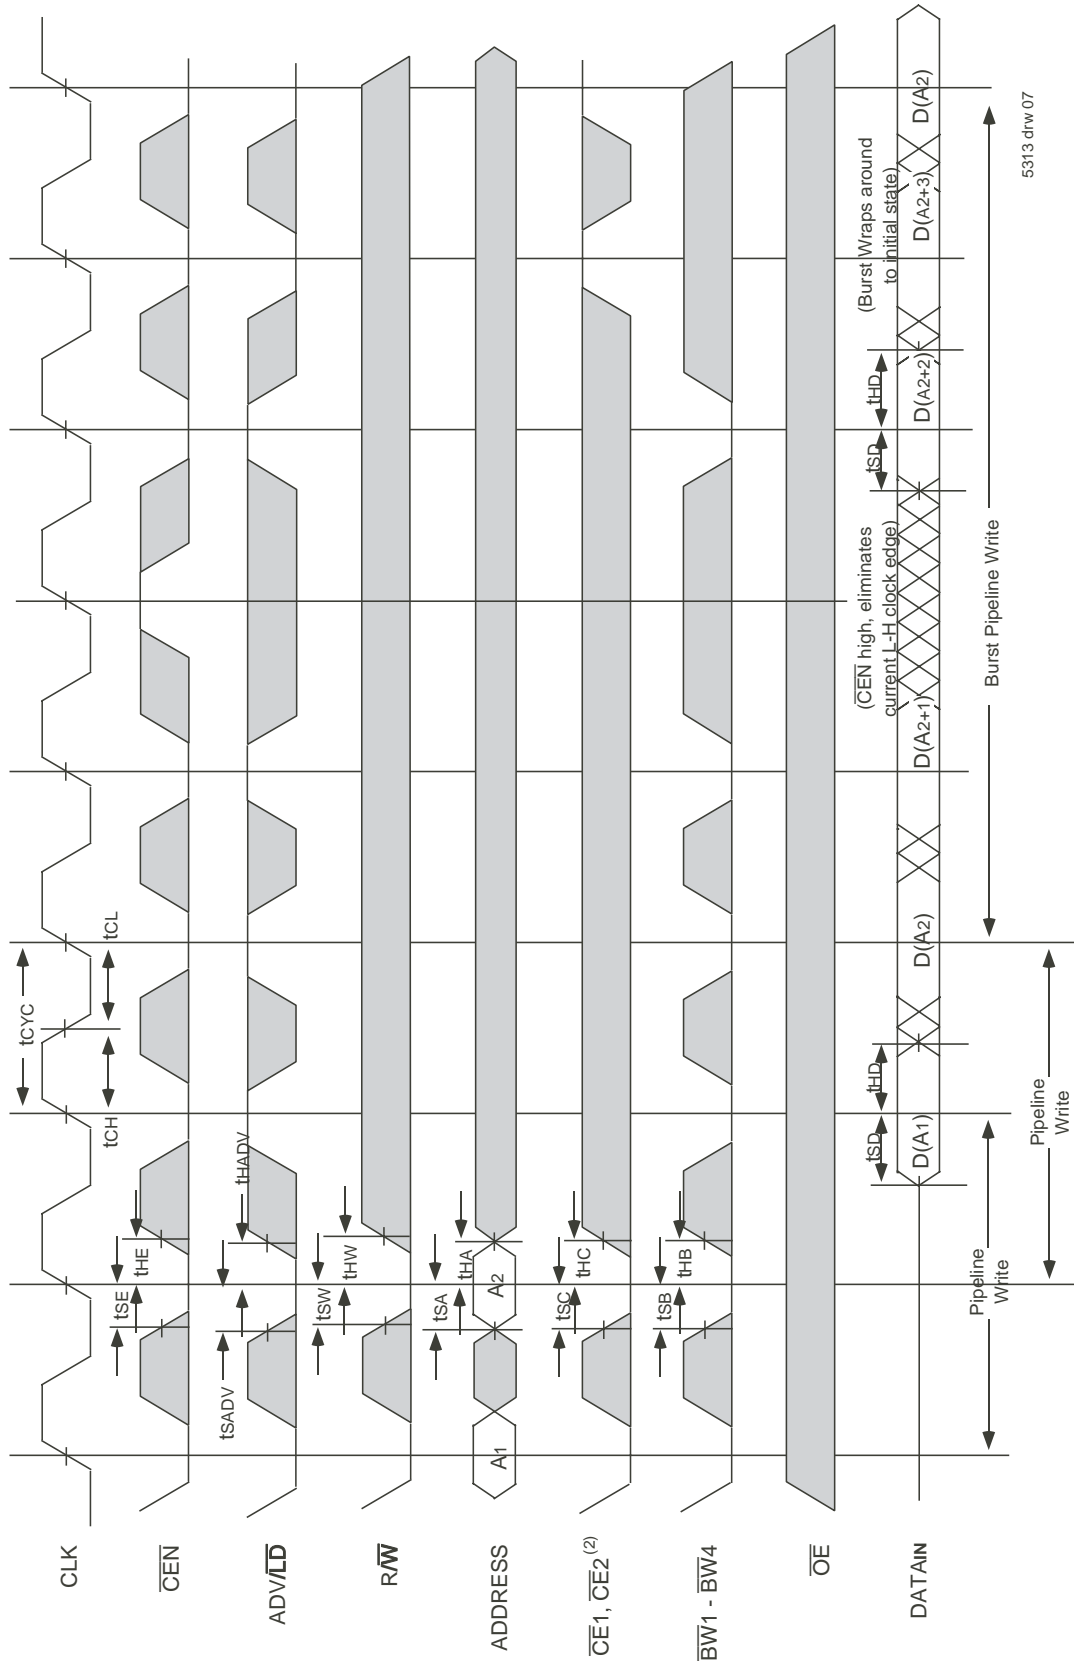 tCYC
tCH
tCL
CLK
tSE
tHE
CEN
tSADV
tHADV
ADV/LD
tSW
tHW
R/W
tSA
tHA
A1
A2
ADDRESS
tSC
tHC
CE1, CE2 (2)
tSB
tHB
BW1 - BW4
OE
(CEN high, eliminates
current L-H clock edge)
(Burst Wraps around
to initial state)
tSD
tHD
tSD
tHD
DATAIN
D(A1)
D(A2)
D(A2+1)
D(A2+2)
D(A2+3)
D(A2)
Pipeline
Write
Burst Pipeline Write
Pipeline
Write
5313 drw 07